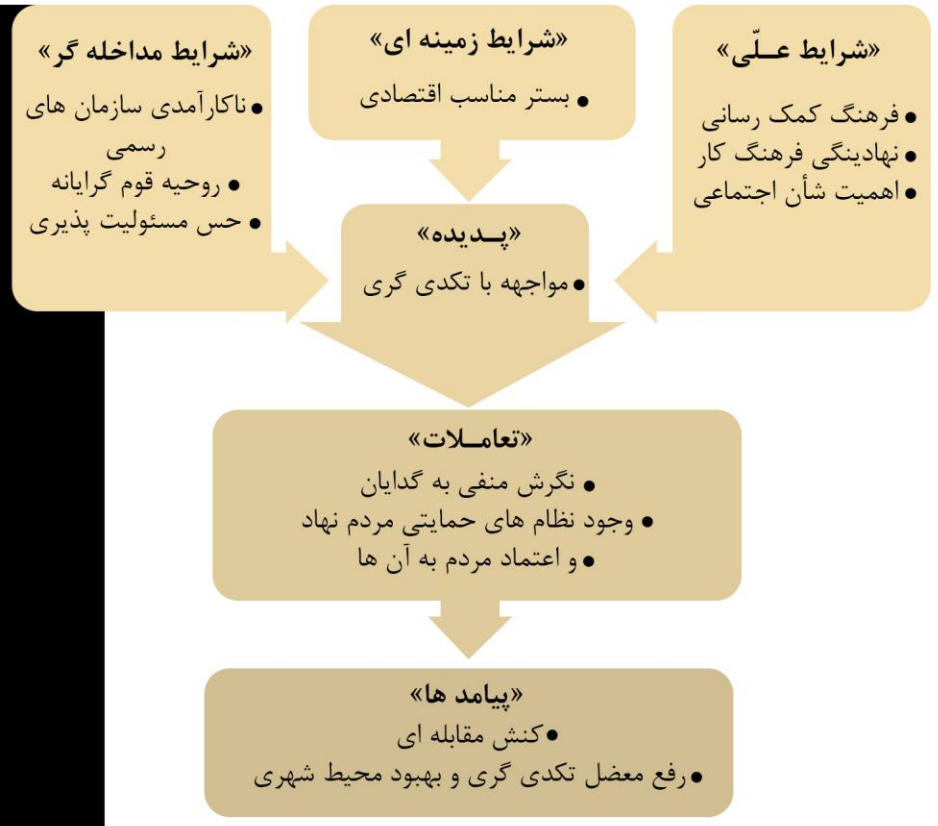 «شرایط عــلّی»
• فرهنگ کمک رسانی
• نهادینگی فرهنگ کار
• اهمیت شأن اجتماعی
«شرایط زمینه ای»
• بستر مناسب اقتصادی
«شرایط مداخله گر»
• ناکارآمدی سازمان های
رسمی
• روحیه قوم گرایانه
• حس مسئولیت پذیری
«پــدیده»
• مواجهه با تکدی گری
«تعامــلات»
• نگرش منفی به گدایان
• وجود نظام های حمایتی مردم نهاد
• و اعتماد مردم به آن ها
«پیامد ها»
• کنش مقابله ای
• رفع معضل تکدی گری و بهبود محیط شهری